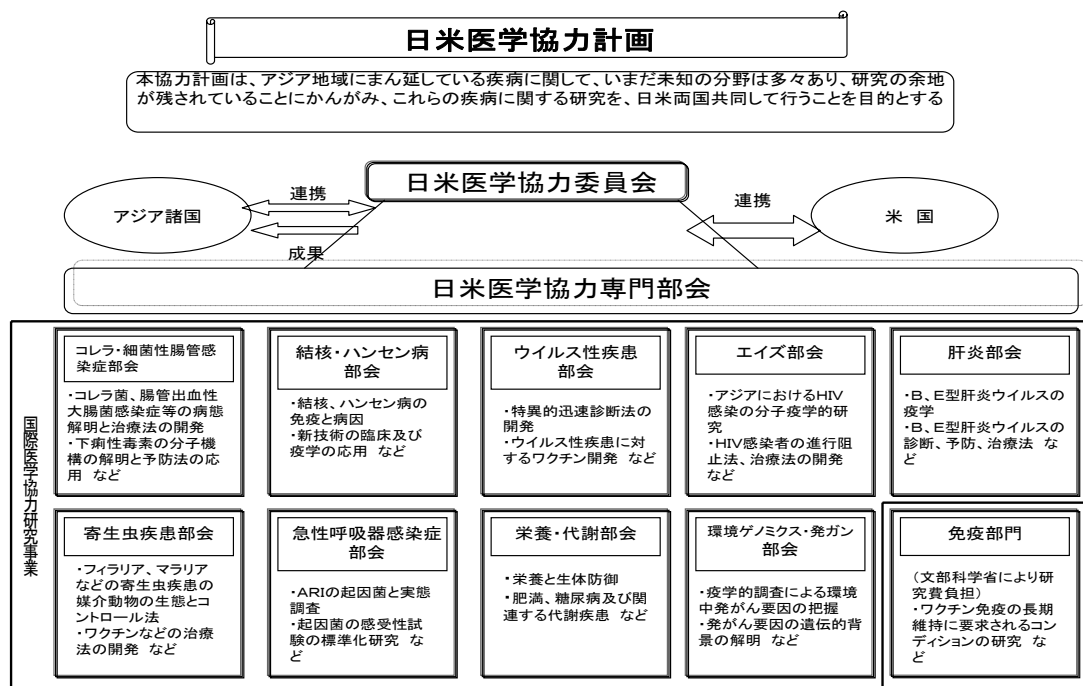 日米医学協力計画
本協力計画は、アジア地域にまん延している疾病に関して、いまだ未知の分野は多々あり、研究の余地
が残されていることにかんがみ、これらの疾病に関する研究を、日米両国共同して行うことを目的とする
日米医学協力委員会
アジア諸国
連携
成果
連携
米 国
日米医学協力専門部会
国際医学協力研究事業
コレラ・細菌性腸管感
染症部会
・コレラ菌、腸管出血性
大腸菌感染症等の病態
解明と治療法の開発
・下痢性毒素の分子機
構の解明と予防法の応
用 など
結核・ハンセン病
部会
・結核、ハンセン病の
免疫と病因
・新技術の臨床及び
疫学の応用 など
ウイルス性疾患
部会
・特異的迅速診断法の
開発
・ウイルス性疾患に対
するワクチン開発 など
エイズ部会
・アジアにおけるHIV
感染の分子疫学的研
究
・HIV感染者の進行阻
止法、治療法の開発
など
肝炎部会
・B、E型肝炎ウイルスの
疫学
・B、E型肝炎ウイルスの
診断、予防、治療法 な
ど
寄生虫疾患部会
・フィラリア、マラリア
などの寄生虫疾患の
媒介動物の生態とコ
ントロール法
・ワクチンなどの治療
法の開発 など
急性呼吸器感染症
部会
・ARIの起因菌と実態
調査
・起因菌の感受性試
験の標準化研究 な
ど
栄養・代謝部会
・栄養と生体防御
・肥満、糖尿病及び関
連する代謝疾患 など
環境ゲノミクス・発ガン
部会
・疫学的調査による環境
中発がん要因の把握
・発がん要因の遺伝的背
景の解明 など
免疫部門
（文部科学省により研
究費負担）
・ワクチン免疫の長期
維持に要求されるコン
ディションの研究 な
ど